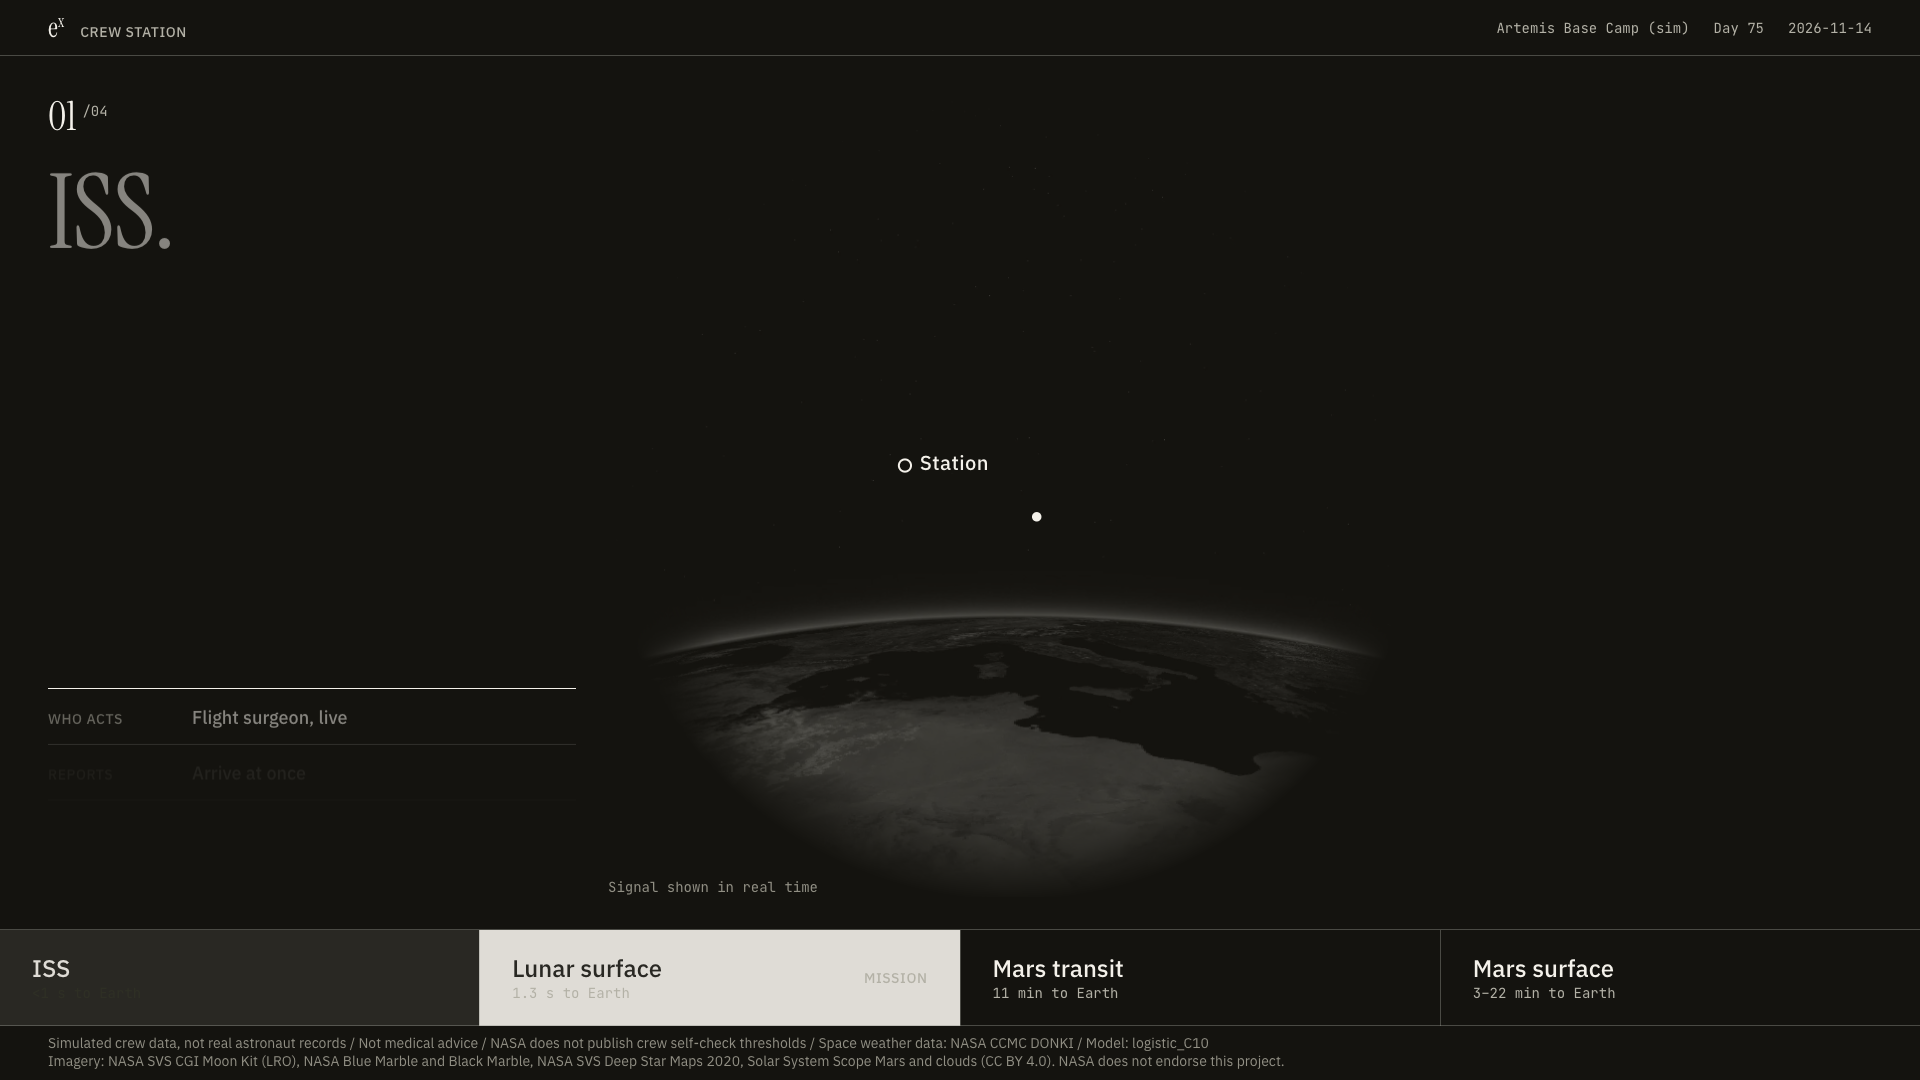 eˣ CREW STATION
Artemis Base Camp (sim) Day 75 2026-11-14
01 /04
ISS.
Station
WHO ACTS Flight surgeon, live
REPORTS Arrive at once
Signal shown in real time
ISS
<1 s to Earth
Lunar surface
1.3 s to Earth
MISSION
Mars transit
11 min to Earth
Mars surface
3–22 min to Earth
Simulated crew data, not real astronaut records / Not medical advice / NASA does not publish crew self-check thresholds / Space weather data: NASA CCMC DONKI / Model: logistic_C10
Imagery: NASA SVS CGI Moon Kit (LRO), NASA Blue Marble and Black Marble, NASA SVS Deep Star Maps 2020, Solar System Scope Mars and clouds (CC BY 4.0). NASA does not endorse this project.